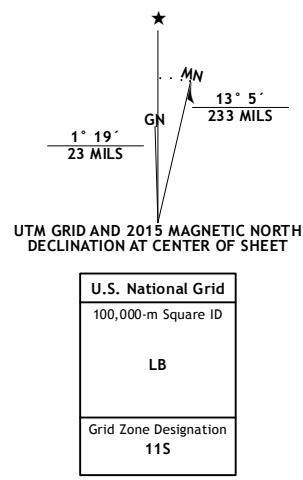 ★
MN
GN
13° 5´
233 MILS
1° 19´
23 MILS
UTM GRID AND 2015 MAGNETIC NORTH
DECLINATION AT CENTER OF SHEET
U.S. National Grid
100,000-m Square ID
LB
Grid Zone Designation
11S